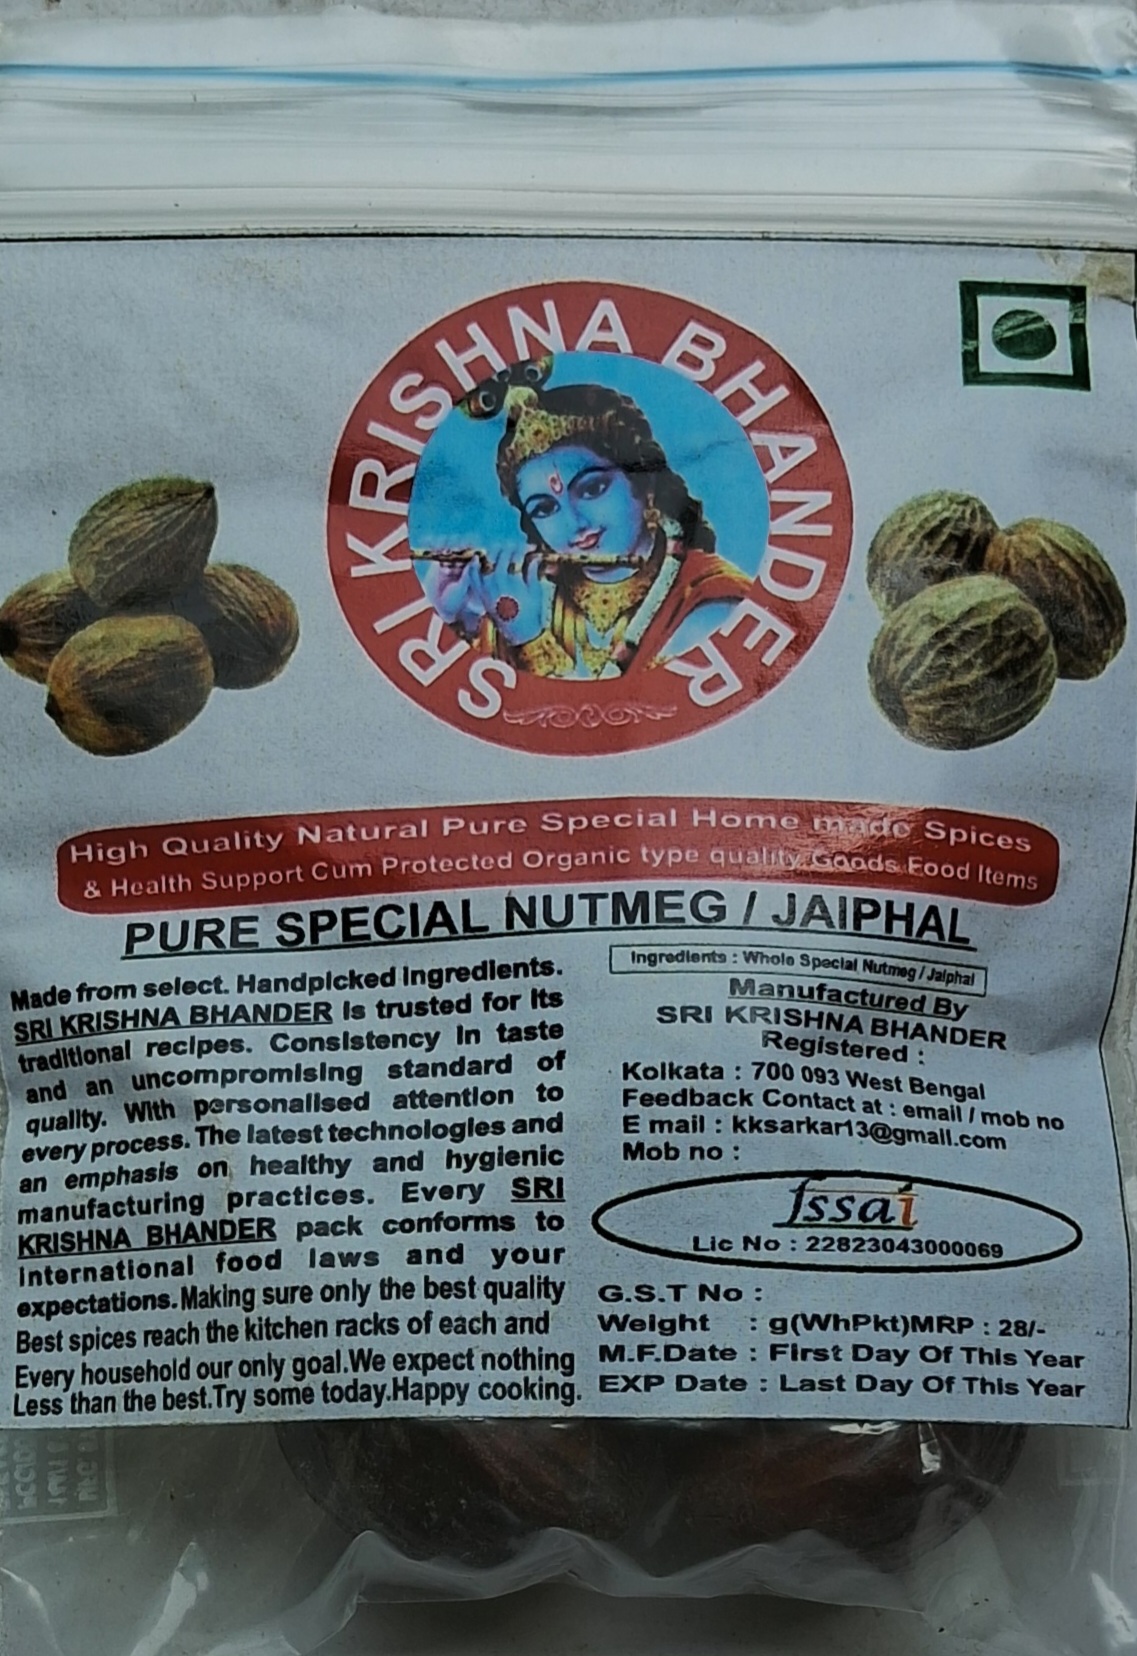 SRI KRISHNA BHANDER
High Quality Natural Pure Special Home made Spices
& Health Support Cum Protected Organic type quality Goods Food Items
PURE SPECIAL NUTMEG / JAIPHAL
Made from select. Handpicked Ingredients.
SRI KRISHNA BHANDER is trusted for its
traditional recipes. Consistency in taste
and an uncompromising standard of
quality. With personalised attention to
every process. The latest technologies and
an emphasis on healthy and hygienic
manufacturing practices. Every SRI
KRISHNA BHANDER pack conforms to
International food laws and your
expectations. Making sure only the best quality
Best spices reach the kitchen racks of each and
Every household our only goal.We expect nothing
Less than the best.Try some today.Happy cooking.
Ingredients : Whole Special Nutmeg / Jaiphal
Manufactured By
SRI KRISHNA BHANDER
Registered :
Kolkata : 700 093 West Bengal
Feedback Contact at : email / mob no
E mail : kksarkar13@gmail.com
Mob no :
fssai
Lic No : 22823043000069
G.S.T No :
Weight : g(WhPkt)MRP : 28/-
M.F.Date : First Day Of This Year
EXP Date : Last Day Of This Year